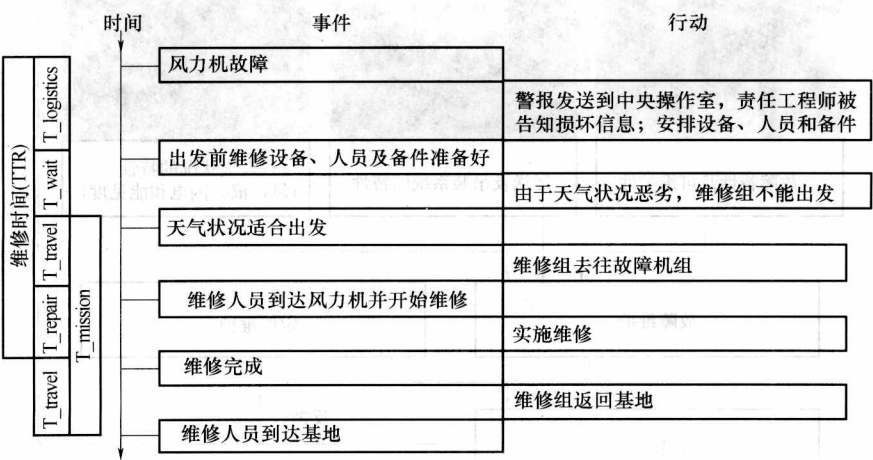 时间
事件
行动
风力机故障
警报发送到中央操作室，责任工程师被
告知损坏信息；安排设备、人员和备件
出发前维修设备、人员及备件准备好
由于天气状况恶劣，维修组不能出发
天气状况适合出发
维修组去往故障机组
维修人员到达风力机并开始维修
实施维修
维修完成
维修组返回基地
维修人员到达基地
维修时间(TTR)
T_logistics
T_wait
T_travel
T_repair
T_travel
T_mission